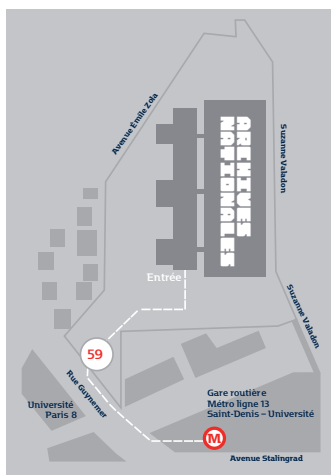 Avenue Émile Zola
Suzanne Valadon
ARCHIVES
NATIONALES
Entrée
Suzanne Valadon
59
Rue Guynemer
Université
Paris 8
Gare routière
Métro ligne 13
Saint-Denis – Université
M
Avenue Stalingrad